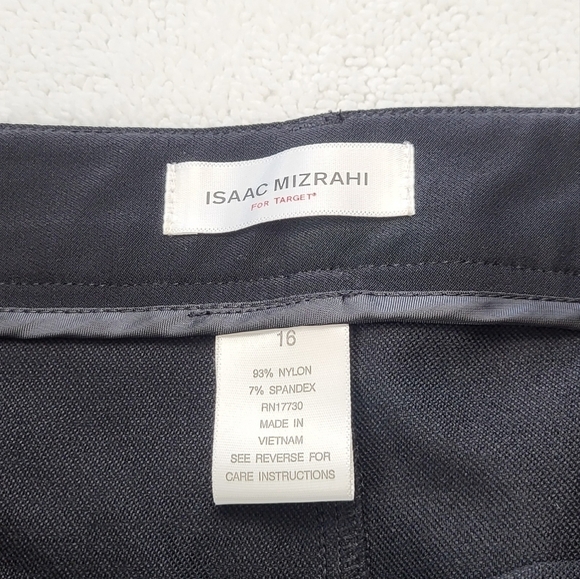 ISAAC MIZRAHI
FOR TARGET*
16
93% NYLON
7% SPANDEX
RN17730
MADE IN
VIETNAM
SEE REVERSE FOR
CARE INSTRUCTIONS